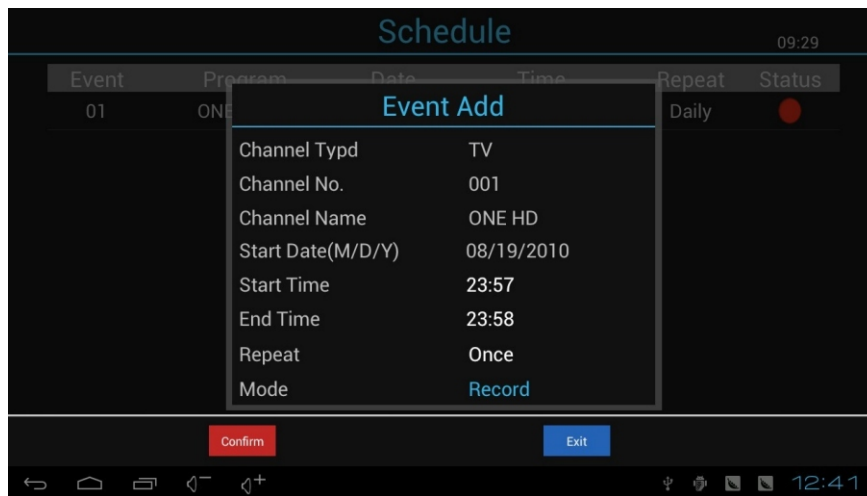 Schedule
09:29
Event Program Date Time Repeat Status
01 ONE Daily
Event Add
Channel Typd TV
Channel No. 001
Channel Name ONE HD
Start Date(M/D/Y) 08/19/2010
Start Time 23:57
End Time 23:58
Repeat Once
Mode Record
Confirm Exit
12:41